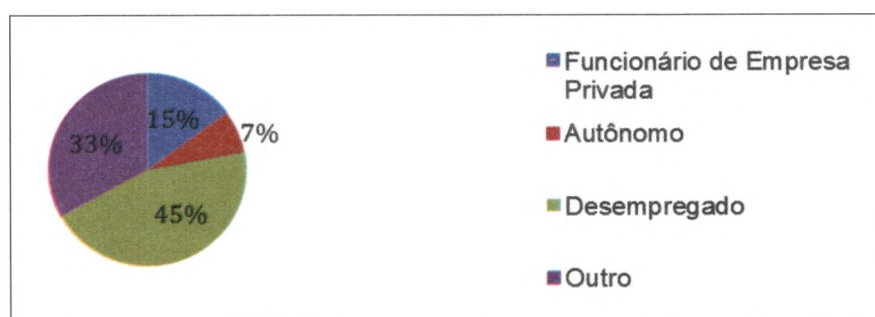 15%
7%
33%
45%
Funcionário de Empresa
Privada
Autônomo
Desempregado
Outro